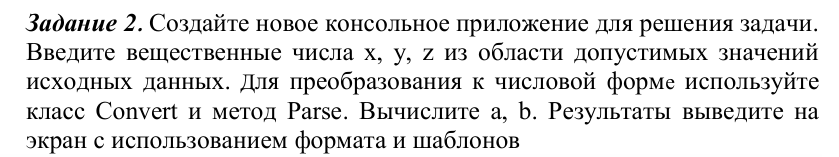 Задание 2. Создайте новое консольное приложение для решения задачи.
Введите вещественные числа x, y, z из области допустимых значений
исходных данных. Для преобразования к числовой форме используйте
класс Convert и метод Parse. Вычислите a, b. Результаты выведите на
экран с использованием формата и шаблонов